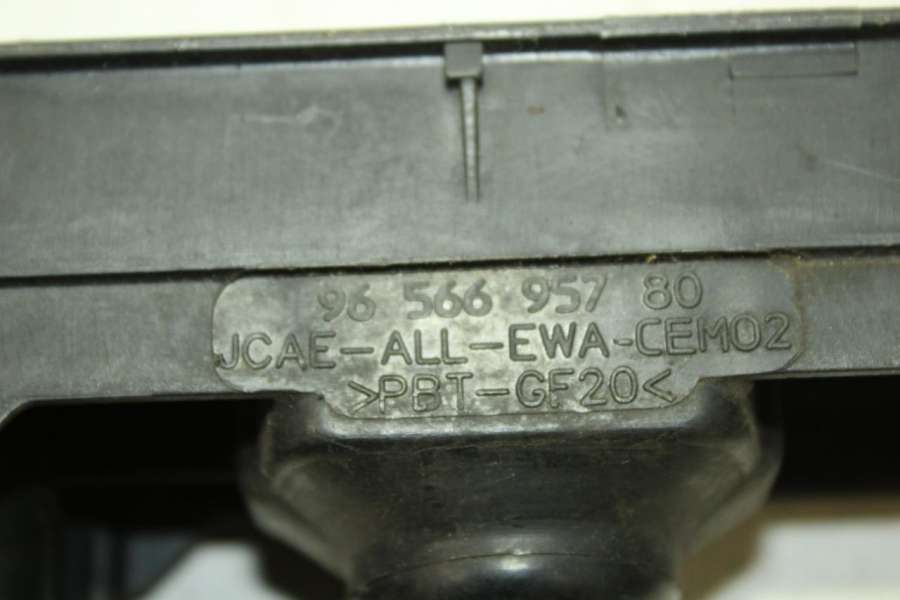 96 566 957 80
JCAE-ALL-EWA-CEM02
>PBT-GF20<